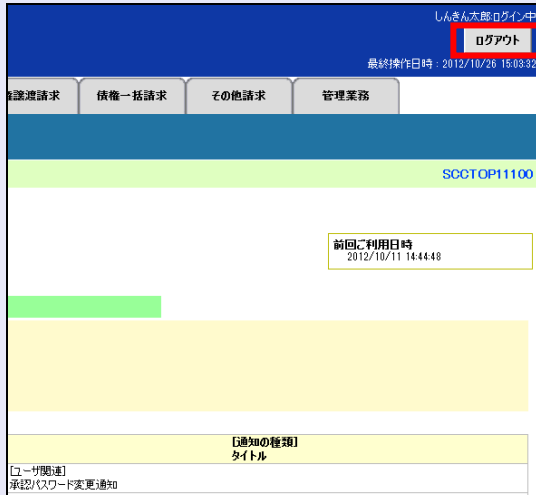 しんきん太郎:ログイン中
ログアウト
最終操作日時：2012/10/26 15:03:32
譲渡請求
債権一括請求
その他請求
管理業務
SCCTOP11100
前回ご利用日時
2012/10/11 14:44:48
[通知の種類]
タイトル
[ユーザ関連]
承認パスワード変更通知